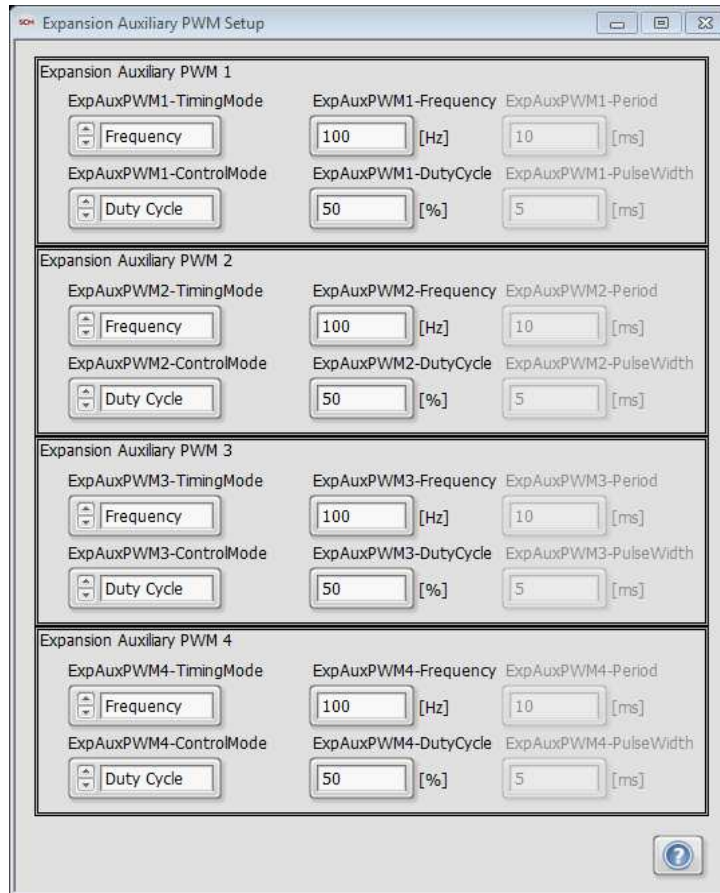 SCM Expansion Auxiliary PWM Setup
Expansion Auxiliary PWM 1
ExpAuxPWM1-TimingMode ExpAuxPWM1-Frequency ExpAuxPWM1-Period
Frequency 100 [Hz] 10 [ms]
ExpAuxPWM1-ControlMode ExpAuxPWM1-DutyCycle ExpAuxPWM1-PulseWidth
Duty Cycle 50 [%] 5 [ms]
Expansion Auxiliary PWM 2
ExpAuxPWM2-TimingMode ExpAuxPWM2-Frequency ExpAuxPWM2-Period
Frequency 100 [Hz] 10 [ms]
ExpAuxPWM2-ControlMode ExpAuxPWM2-DutyCycle ExpAuxPWM2-PulseWidth
Duty Cycle 50 [%] 5 [ms]
Expansion Auxiliary PWM 3
ExpAuxPWM3-TimingMode ExpAuxPWM3-Frequency ExpAuxPWM3-Period
Frequency 100 [Hz] 10 [ms]
ExpAuxPWM3-ControlMode ExpAuxPWM3-DutyCycle ExpAuxPWM3-PulseWidth
Duty Cycle 50 [%] 5 [ms]
Expansion Auxiliary PWM 4
ExpAuxPWM4-TimingMode ExpAuxPWM4-Frequency ExpAuxPWM4-Period
Frequency 100 [Hz] 10 [ms]
ExpAuxPWM4-ControlMode ExpAuxPWM4-DutyCycle ExpAuxPWM4-PulseWidth
Duty Cycle 50 [%] 5 [ms]
?